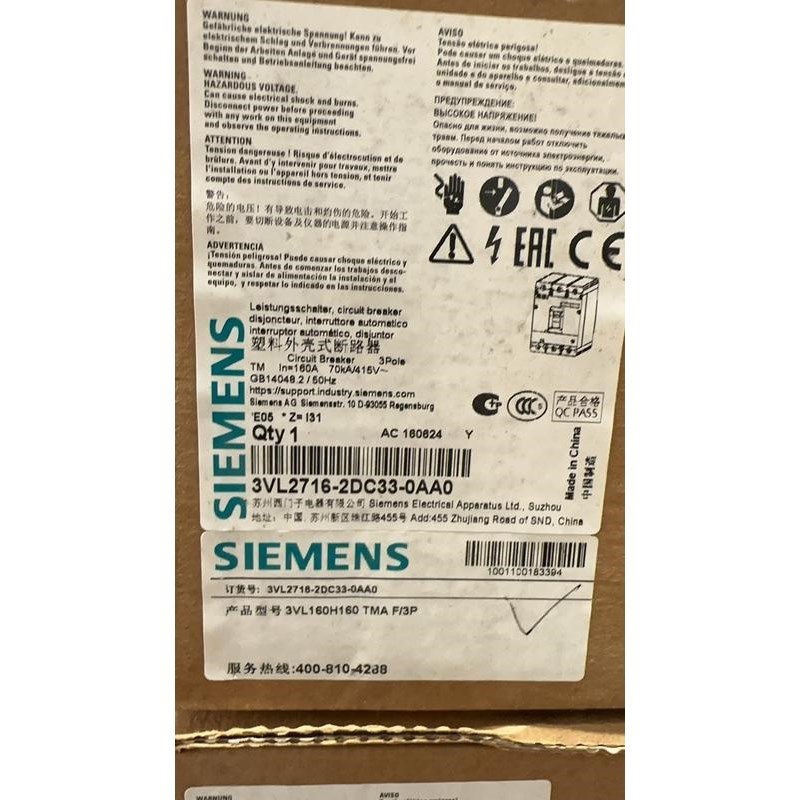 WARNUNG
Gefährliche elektrische Spannung! Kann zu
elektrischem Schlag und Verbrennungen führen. Vor
Beginn der Arbeiten Anlage und Gerät spannungsfrei
schalten und Betriebsanleitung beachten.
WARNING
HAZARDOUS VOLTAGE.
Can cause electrical shock and burns.
Disconnect power before proceeding
with any work on this equipment
and observe the operating instructions.
ATTENTION
Tension dangereuse ! Risque d'électrocution et de
brûlure. Avant d'y intervenir pour travaux, mettre
l'installation ou l'appareil hors tension, et tenir
compte des instructions de service.
警告:
危险的电压! 有导致电击和灼伤的危险。开始工
作之前, 要切断设备及仪器的电源并注意操作指
南。
ADVERTENCIA
¡Tensión peligrosa! Puede causar choque eléctrico y
quemaduras. Antes de comenzar los trabajos desco-
nectar y aislar de alimentación la instalación y el
equipo, y respetar lo indicado en las instrucciones.
AVISO
Tensão elétrica perigosa!
Pode causar um choque elétrico e queimaduras.
Antes de iniciar os trabalhos, desligue a tensão
unidade e do aparelho e consultar, adicionalmen
o manual de serviço.
ПРЕДУПРЕЖДЕНИЕ:
ВЫСОКОЕ НАПРЯЖЕНИЕ!
Опасно для жизни, возможно получение тяжелы
травм. Перед началом работ отключить
оборудование от источника электроэнергии,
прочесть и понять инструкцию по эксплуатации.
EAC CE
SIEMENS
Leistungsschalter, circuit breaker
disjoncteur, interruttore automatico
interruptor automático, disjuntor
塑料外壳式断路器
Circuit Breaker 3Pole
TM In=160A 70kA/415V~
GB14048.2 / 50Hz
https://support.industry.siemens.com
Siemens AG Siemensstr. 10 D-93055 Regensburg
*E05 * Z= I31
Qty 1 AC 160624 Y
CCC
产品合格
QC PASS
Made in China
中国制造
3VL2716-2DC33-0AA0
苏州西门子电器有限公司 Siemens Electrical Apparatus Ltd., Suzhou
地址: 中国. 苏州新区珠江路455号 Add:455 Zhujiang Road of SND, China
SIEMENS
1001100183394
订货号: 3VL2716-2DC33-0AA0
产品型号 3VL160H160 TMA F/3P
服务热线:400-810-4288
WARNUNG
AVISO